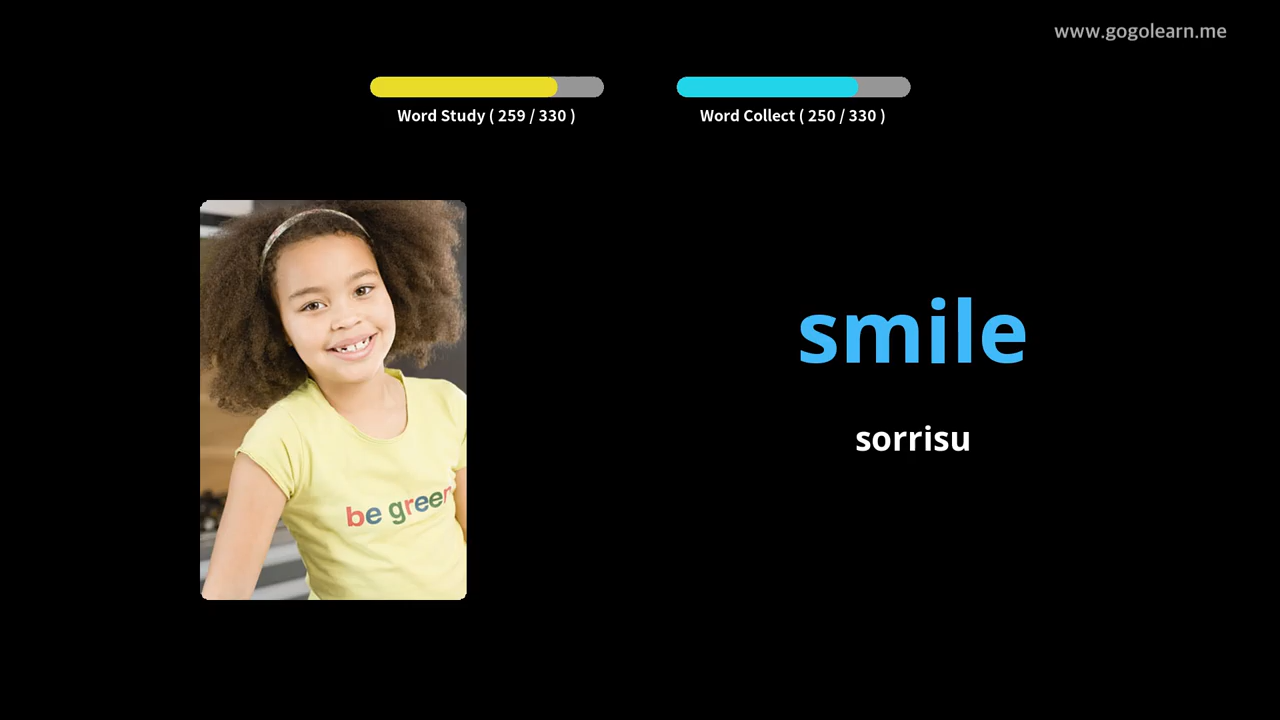 www.gogolearn.me
Word Study ( 259 / 330 )
Word Collect ( 250 / 330 )
smile
sorrisu
be green